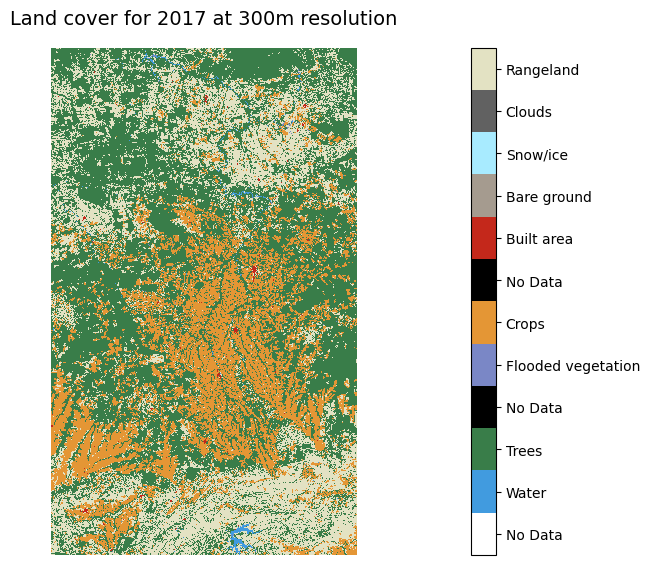 Land cover for 2017 at 300m resolution
Rangeland
Clouds
Snow/ice
Bare ground
Built area
No Data
Crops
Flooded vegetation
No Data
Trees
Water
No Data